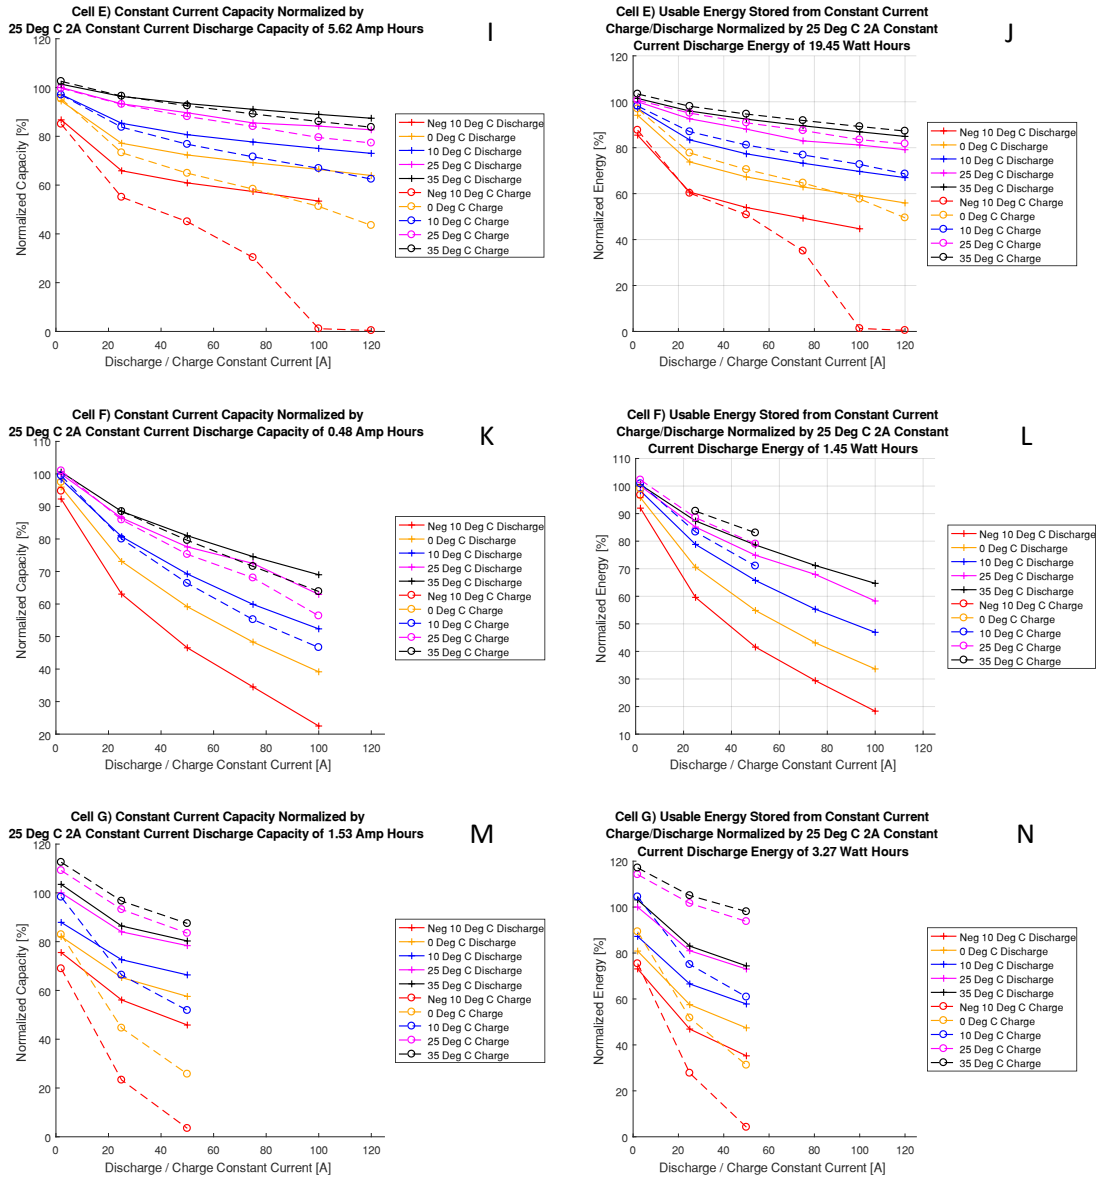 Cell E) Constant Current Capacity Normalized by
25 Deg C 2A Constant Current Discharge Capacity of 5.62 Amp Hours
I
120
100
80
60
40
20
0
Normalized Capacity [%]
0 20 40 60 80 100 120
Discharge / Charge Constant Current [A]
Neg 10 Deg C Discharge
0 Deg C Discharge
10 Deg C Discharge
25 Deg C Discharge
35 Deg C Discharge
Neg 10 Deg C Charge
0 Deg C Charge
10 Deg C Charge
25 Deg C Charge
35 Deg C Charge
Cell E) Usable Energy Stored from Constant Current
Charge/Discharge Normalized by 25 Deg C 2A Constant
Current Discharge Energy of 19.45 Watt Hours
J
120
100
80
60
40
20
0
Normalized Energy [%]
0 20 40 60 80 100 120
Discharge / Charge Constant Current [A]
Neg 10 Deg C Discharge
0 Deg C Discharge
10 Deg C Discharge
25 Deg C Discharge
35 Deg C Discharge
Neg 10 Deg C Charge
0 Deg C Charge
10 Deg C Charge
25 Deg C Charge
35 Deg C Charge
Cell F) Constant Current Capacity Normalized by
25 Deg C 2A Constant Current Discharge Capacity of 0.48 Amp Hours
K
110
100
90
80
70
60
50
40
30
20
Normalized Capacity [%]
0 20 40 60 80 100 120
Discharge / Charge Constant Current [A]
Neg 10 Deg C Discharge
0 Deg C Discharge
10 Deg C Discharge
25 Deg C Discharge
35 Deg C Discharge
Neg 10 Deg C Charge
0 Deg C Charge
10 Deg C Charge
25 Deg C Charge
35 Deg C Charge
Cell F) Usable Energy Stored from Constant Current
Charge/Discharge Normalized by 25 Deg C 2A Constant
Current Discharge Energy of 1.45 Watt Hours
L
110
100
90
80
70
60
50
40
30
20
10
Normalized Energy [%]
0 20 40 60 80 100 120
Discharge / Charge Constant Current [A]
Neg 10 Deg C Discharge
0 Deg C Discharge
10 Deg C Discharge
25 Deg C Discharge
35 Deg C Discharge
Neg 10 Deg C Charge
0 Deg C Charge
10 Deg C Charge
25 Deg C Charge
35 Deg C Charge
Cell G) Constant Current Capacity Normalized by
25 Deg C 2A Constant Current Discharge Capacity of 1.53 Amp Hours
M
120
100
80
60
40
20
0
Normalized Capacity [%]
0 20 40 60 80 100 120
Discharge / Charge Constant Current [A]
Neg 10 Deg C Discharge
0 Deg C Discharge
10 Deg C Discharge
25 Deg C Discharge
35 Deg C Discharge
Neg 10 Deg C Charge
0 Deg C Charge
10 Deg C Charge
25 Deg C Charge
35 Deg C Charge
Cell G) Usable Energy Stored from Constant Current
Charge/Discharge Normalized by 25 Deg C 2A Constant
Current Discharge Energy of 3.27 Watt Hours
N
120
100
80
60
40
20
0
Normalized Energy [%]
0 20 40 60 80 100 120
Discharge / Charge Constant Current [A]
Neg 10 Deg C Discharge
0 Deg C Discharge
10 Deg C Discharge
25 Deg C Discharge
35 Deg C Discharge
Neg 10 Deg C Charge
0 Deg C Charge
10 Deg C Charge
25 Deg C Charge
35 Deg C Charge